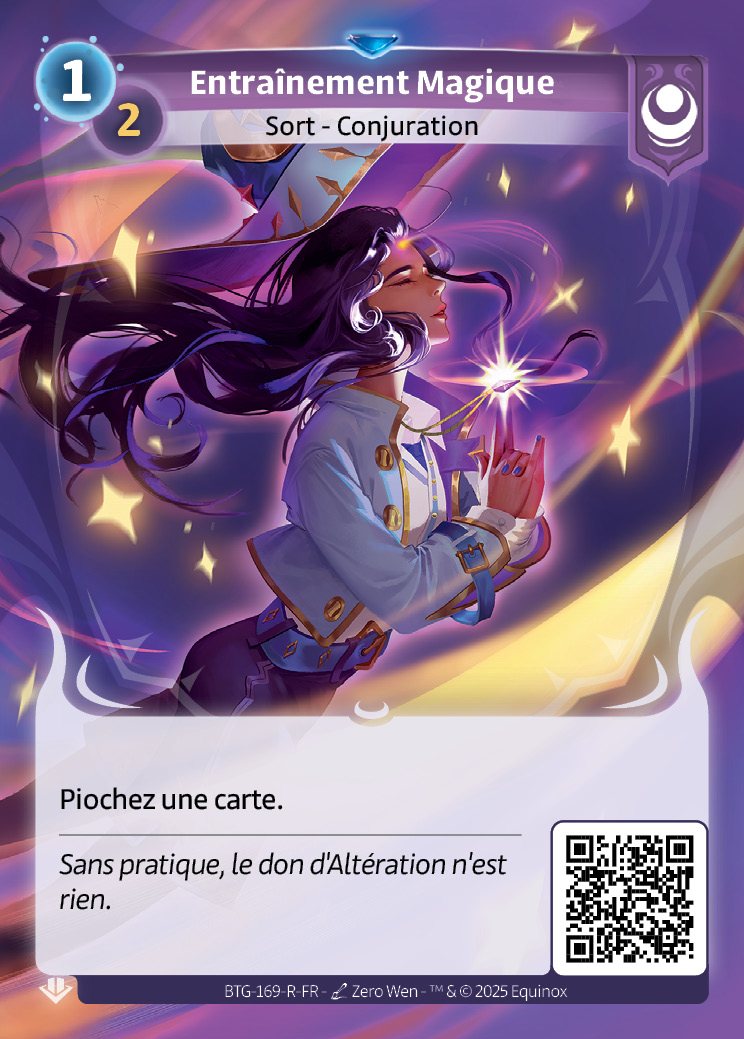 1
Entraînement Magique
2
Sort - Conjuration
Piochez une carte.
Sans pratique, le don d'Altération n'est
rien.
BTG-169-R-FR - Zero Wen - ™ & © 2025 Equinox